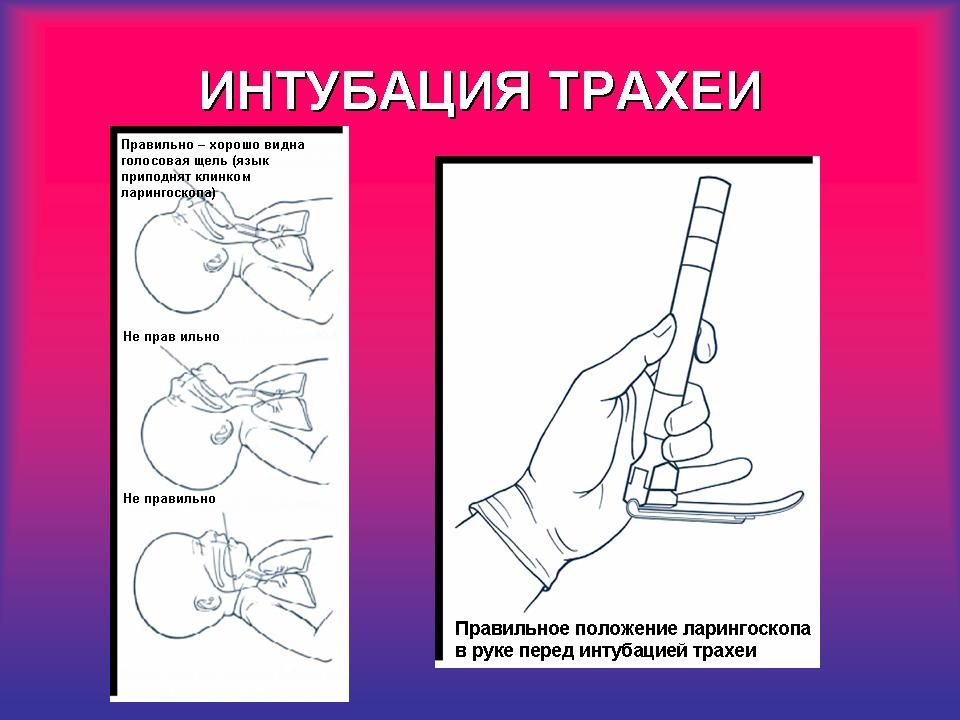 ИНТУБАЦИЯ ТРАХЕИ
Правильно – хорошо видна
голосовая щель (язык
приподнят клинком
ларингоскопа)
Не прав ильно
Не правильно
Правильное положение ларингоскопа
в руке перед интубацией трахеи